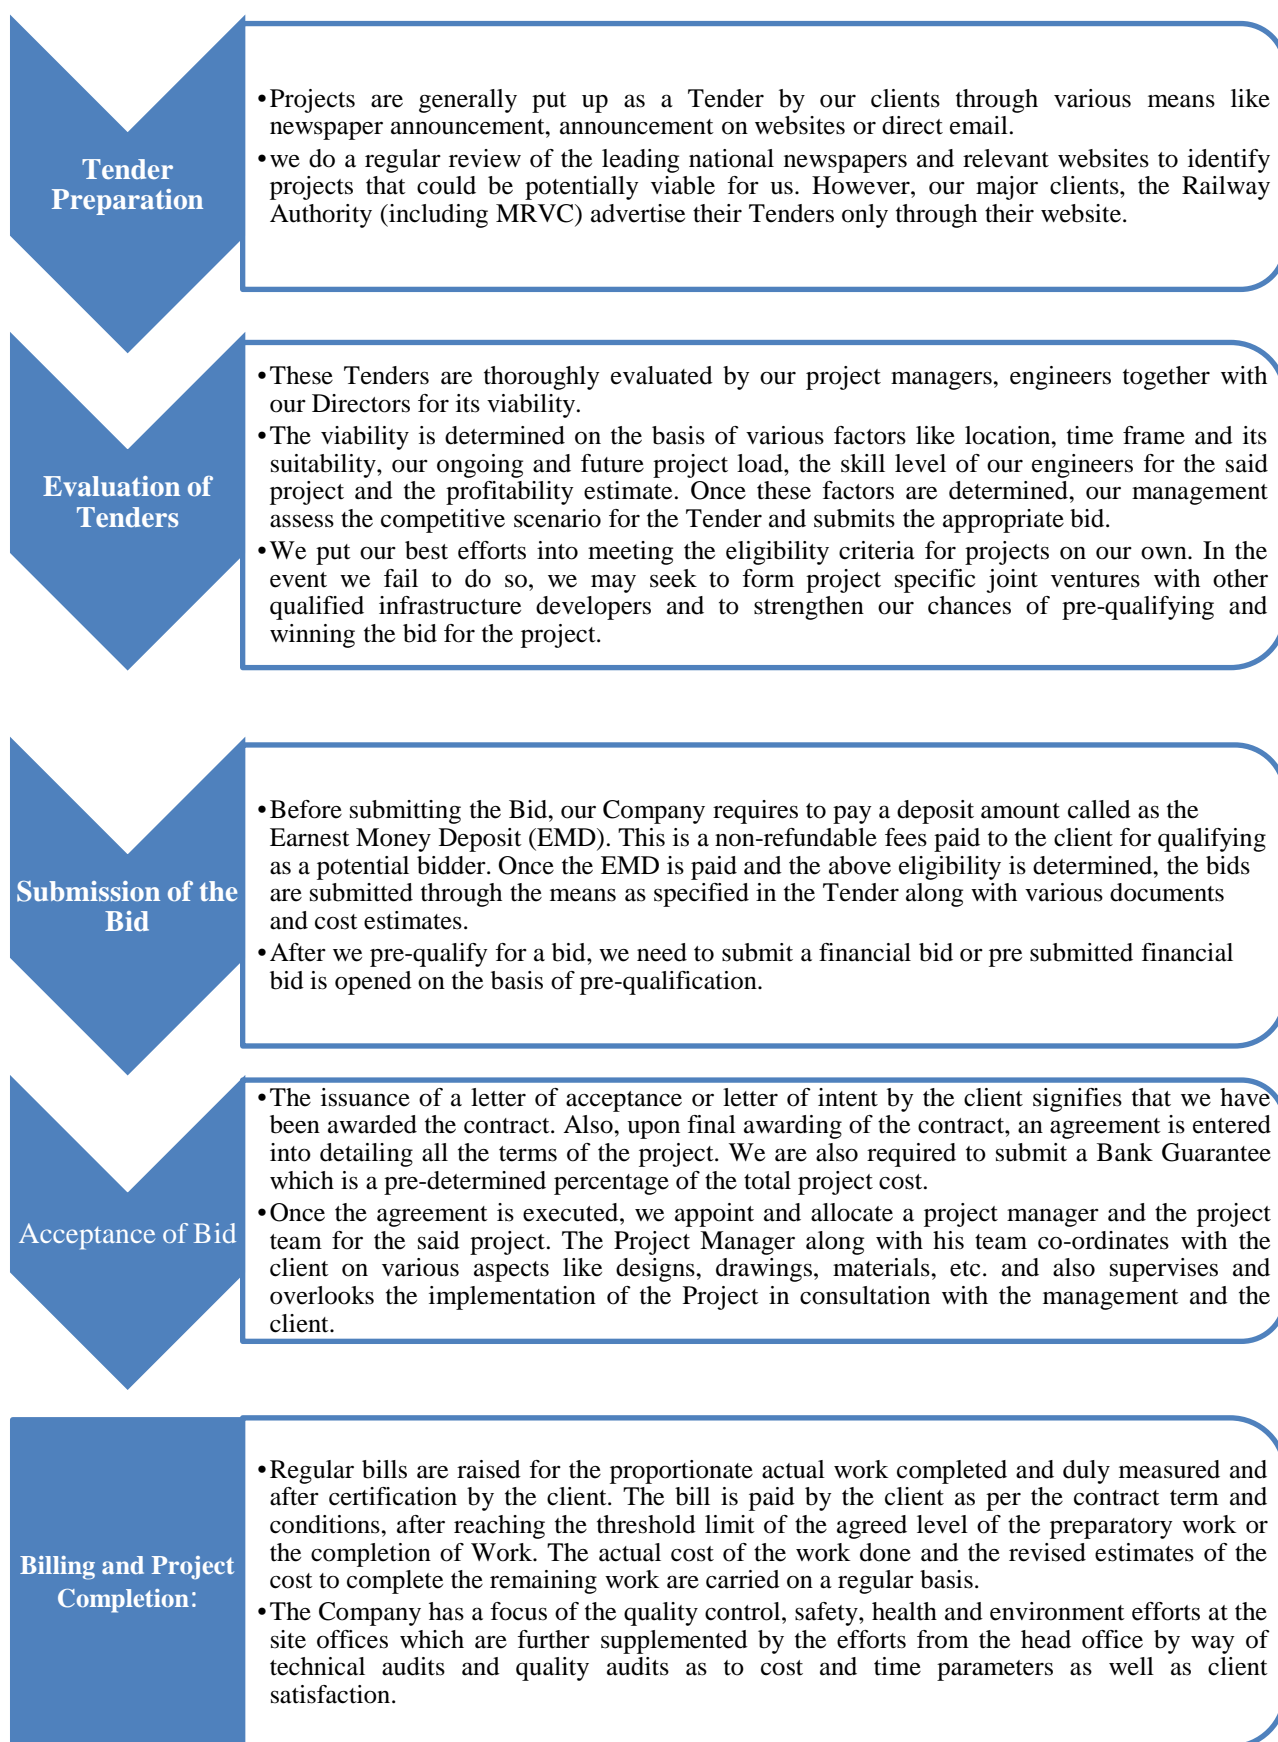 Tender
Preparation
•Projects are generally put up as a Tender by our clients through various means like
newspaper announcement, announcement on websites or direct email.
•we do a regular review of the leading national newspapers and relevant websites to identify
projects that could be potentially viable for us. However, our major clients, the Railway
Authority (including MRVC) advertise their Tenders only through their website.
Evaluation of
Tenders
•These Tenders are thoroughly evaluated by our project managers, engineers together with
our Directors for its viability.
•The viability is determined on the basis of various factors like location, time frame and its
suitability, our ongoing and future project load, the skill level of our engineers for the said
project and the profitability estimate. Once these factors are determined, our management
assess the competitive scenario for the Tender and submits the appropriate bid.
•We put our best efforts into meeting the eligibility criteria for projects on our own. In the
event we fail to do so, we may seek to form project specific joint ventures with other
qualified infrastructure developers and to strengthen our chances of pre-qualifying and
winning the bid for the project.
Submission of the
Bid
•Before submitting the Bid, our Company requires to pay a deposit amount called as the
Earnest Money Deposit (EMD). This is a non-refundable fees paid to the client for qualifying
as a potential bidder. Once the EMD is paid and the above eligibility is determined, the bids
are submitted through the means as specified in the Tender along with various documents
and cost estimates.
•After we pre-qualify for a bid, we need to submit a financial bid or pre submitted financial
bid is opened on the basis of pre-qualification.
Acceptance of Bid
•The issuance of a letter of acceptance or letter of intent by the client signifies that we have
been awarded the contract. Also, upon final awarding of the contract, an agreement is entered
into detailing all the terms of the project. We are also required to submit a Bank Guarantee
which is a pre-determined percentage of the total project cost.
•Once the agreement is executed, we appoint and allocate a project manager and the project
team for the said project. The Project Manager along with his team co-ordinates with the
client on various aspects like designs, drawings, materials, etc. and also supervises and
overlooks the implementation of the Project in consultation with the management and the
client.
Billing and Project
Completion:
•Regular bills are raised for the proportionate actual work completed and duly measured and
after certification by the client. The bill is paid by the client as per the contract term and
conditions, after reaching the threshold limit of the agreed level of the preparatory work or
the completion of Work. The actual cost of the work done and the revised estimates of the
cost to complete the remaining work are carried on a regular basis.
•The Company has a focus of the quality control, safety, health and environment efforts at the
site offices which are further supplemented by the efforts from the head office by way of
technical audits and quality audits as to cost and time parameters as well as client
satisfaction.